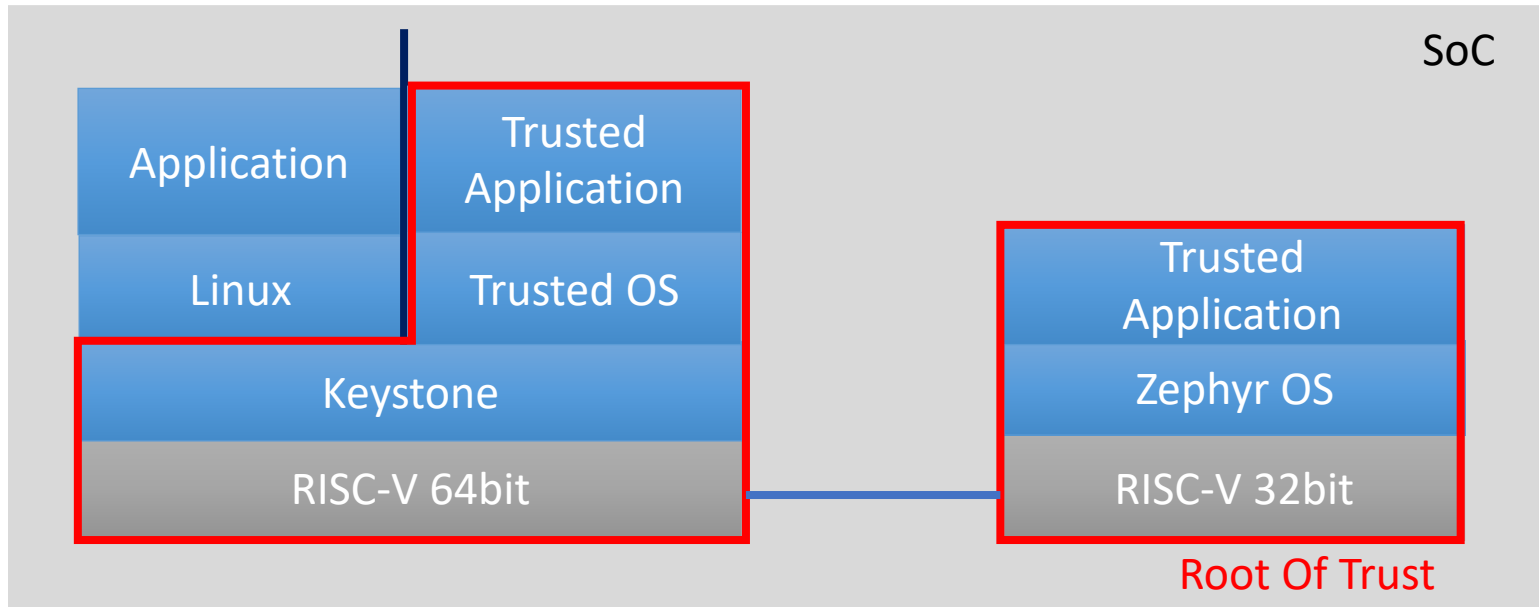 SoC
Application
Trusted
Application
Linux
Trusted OS
Keystone
RISC-V 64bit
Trusted
Application
Zephyr OS
RISC-V 32bit
Root Of Trust